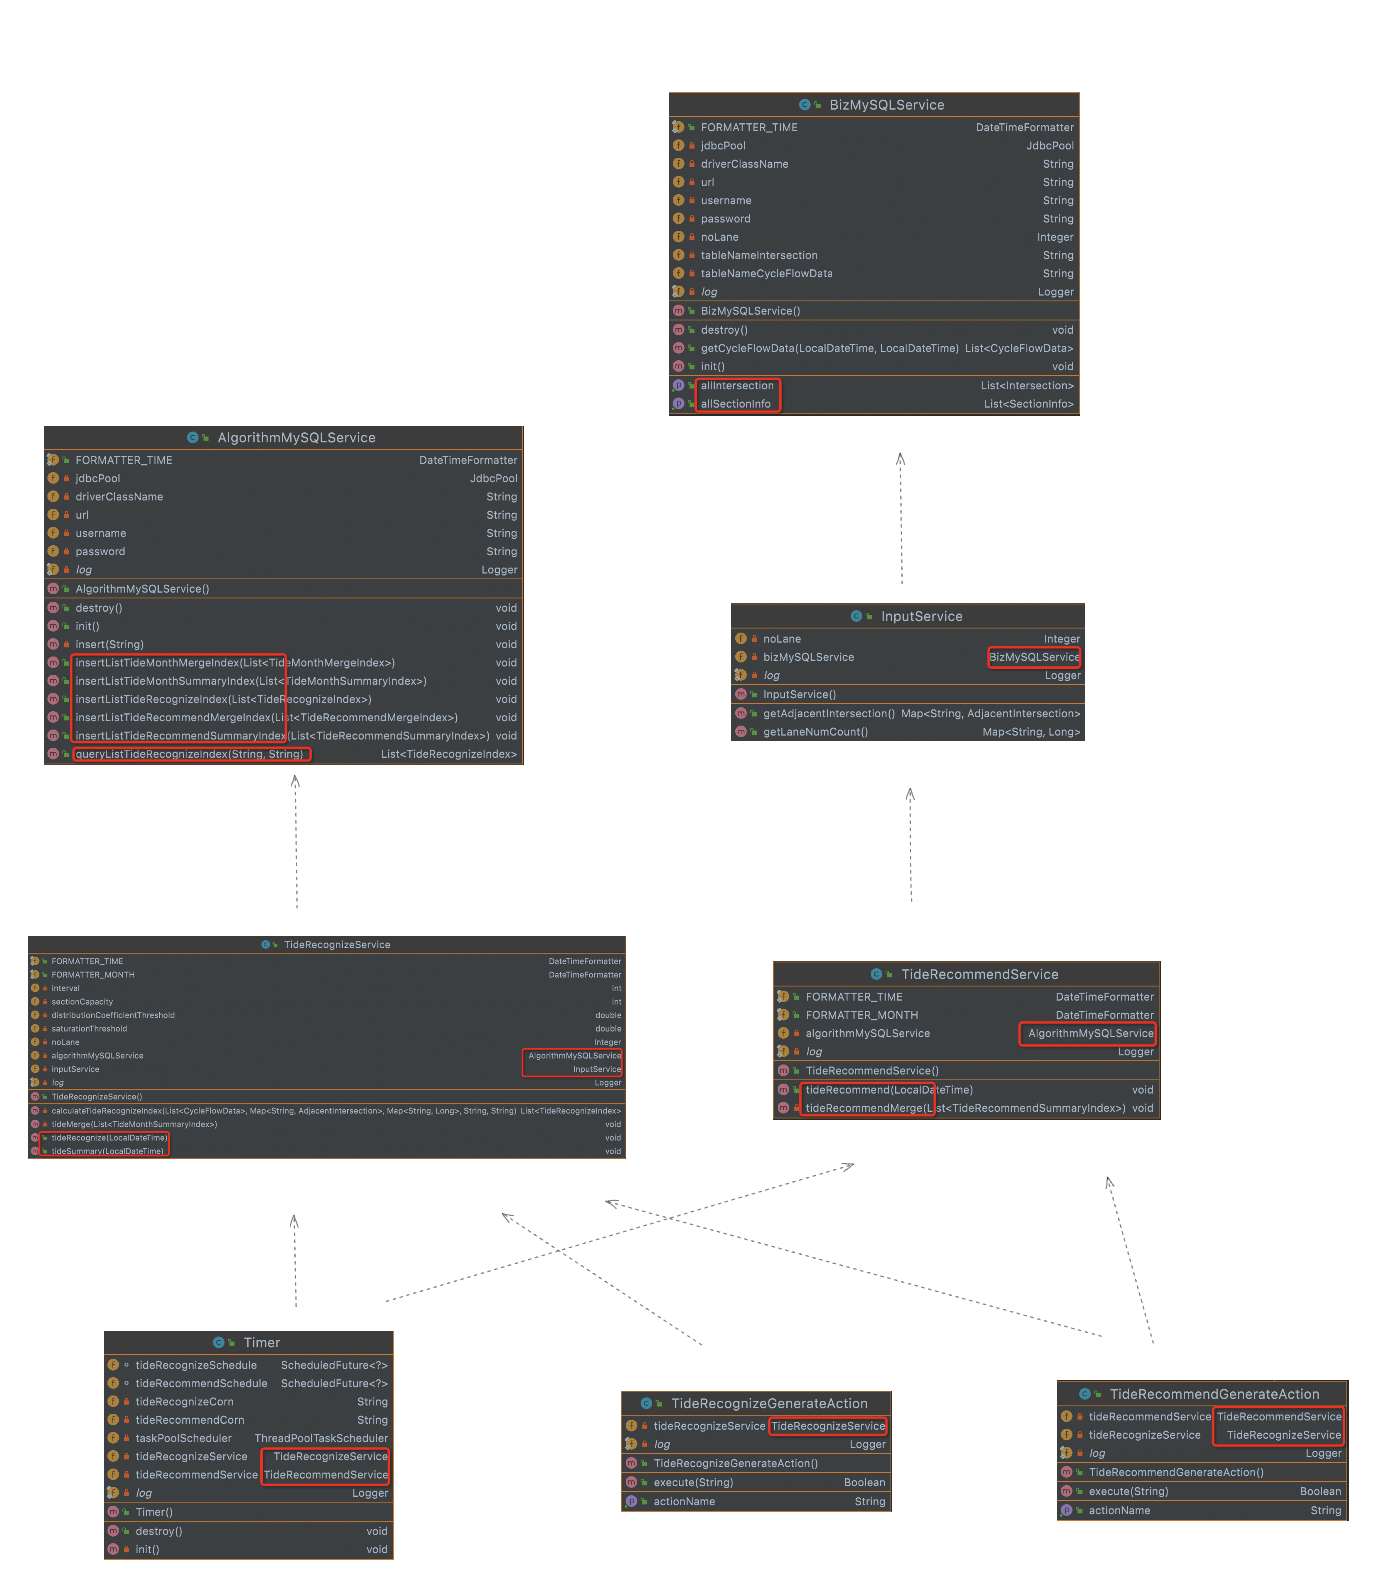 BizMySQLService
FORMATTER_TIME DateTimeFormatter
jdbcPool JdbcPool
driverClassName String
url String
username String
password String
noLane Integer
tableNameIntersection String
tableNameCycleFlowData String
log Logger
BizMySQLService()
destroy() void
getCycleFlowData(LocalDateTime, LocalDateTime) List<CycleFlowData>
init() void
allIntersection List<Intersection>
allSectionInfo List<SectionInfo>
AlgorithmMySQLService
FORMATTER_TIME DateTimeFormatter
jdbcPool JdbcPool
driverClassName String
url String
username String
password String
log Logger
AlgorithmMySQLService()
destroy() void
init() void
insert(String) void
insertListTideMonthMergeIndex(List<TideMonthMergeIndex>) void
insertListTideMonthSummaryIndex(List<TideMonthSummaryIndex>) void
insertListTideRecognizeIndex(List<TideRecognizeIndex>) void
insertListTideRecommendMergeIndex(List<TideRecommendMergeIndex>) void
insertListTideRecommendSummaryIndex(List<TideRecommendSummaryIndex>) void
queryListTideRecognizeIndex(String, String) List<TideRecognizeIndex>
InputService
noLane Integer
bizMySQLService BizMySQLService
log Logger
InputService()
getAdjacentIntersection() Map<String, AdjacentIntersection>
getLaneNumCount() Map<String, Long>
TideRecognizeService
FORMATTER_TIME DateTimeFormatter
FORMATTER_MONTH DateTimeFormatter
interval int
sectionCapacity int
distributionCoefficientThreshold double
saturationThreshold double
noLane Integer
algorithmMySQLService AlgorithmMySQLService
inputService InputService
log Logger
TideRecognizeService()
calculateTideRecognizeIndex(List<CycleFlowData>, Map<String, AdjacentIntersection>, Map<String, Long>, String, String) List<TideRecognizeIndex>
tideMerge(List<TideMonthSummaryIndex>) void
tideRecognize(LocalDateTime) void
tideSummary(LocalDateTime) void
TideRecommendService
FORMATTER_TIME DateTimeFormatter
FORMATTER_MONTH DateTimeFormatter
algorithmMySQLService AlgorithmMySQLService
log Logger
TideRecommendService()
tideRecommend(LocalDateTime) void
tideRecommendMerge(List<TideRecommendSummaryIndex>) void
Timer
tideRecognizeSchedule ScheduledFuture<?>
tideRecommendSchedule ScheduledFuture<?>
tideRecognizeCorn String
tideRecommendCorn String
taskPoolScheduler ThreadPoolTaskScheduler
tideRecognizeService TideRecognizeService
tideRecommendService TideRecommendService
log Logger
Timer()
destroy() void
init() void
TideRecognizeGenerateAction
tideRecognizeService TideRecognizeService
log Logger
TideRecognizeGenerateAction()
execute(String) Boolean
actionName String
TideRecommendGenerateAction
tideRecommendService TideRecommendService
tideRecognizeService TideRecognizeService
log Logger
TideRecommendGenerateAction()
execute(String) Boolean
actionName String